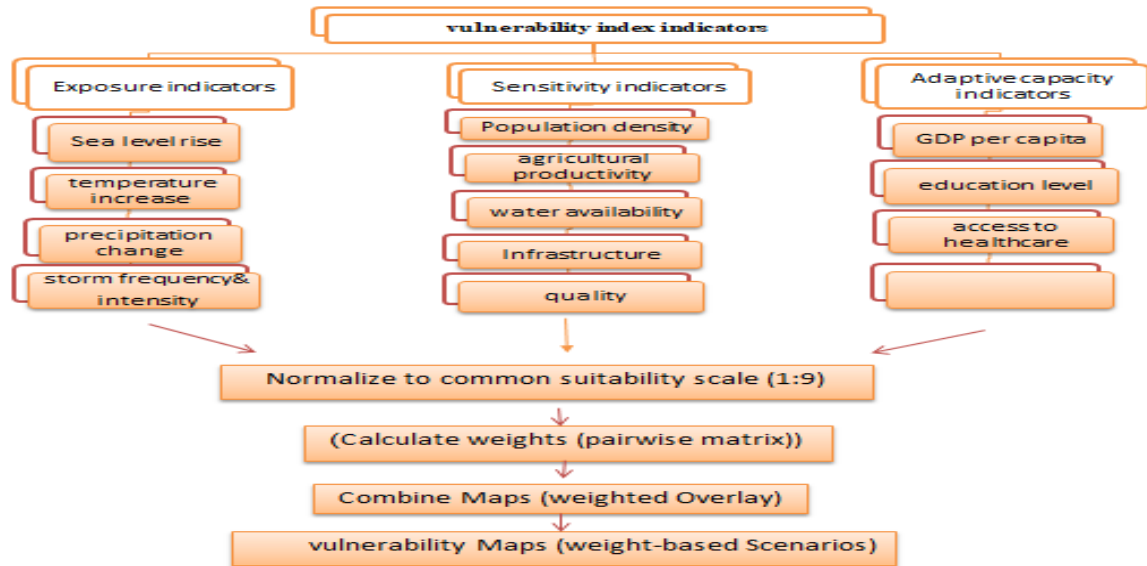 vulnerability index indicators
Exposure indicators
Sea level rise
temperature
increase
precipitation
change
storm frequency&
intensity
Sensitivity indicators
Population density
agricultural
productivity
water availability
Infrastructure
quality
Adaptive capacity
indicators
GDP per capita
education level
access to
healthcare
Normalize to common suitability scale (1:9)
(Calculate weights (pairwise matrix))
Combine Maps (weighted Overlay)
vulnerability Maps (weight-based Scenarios)